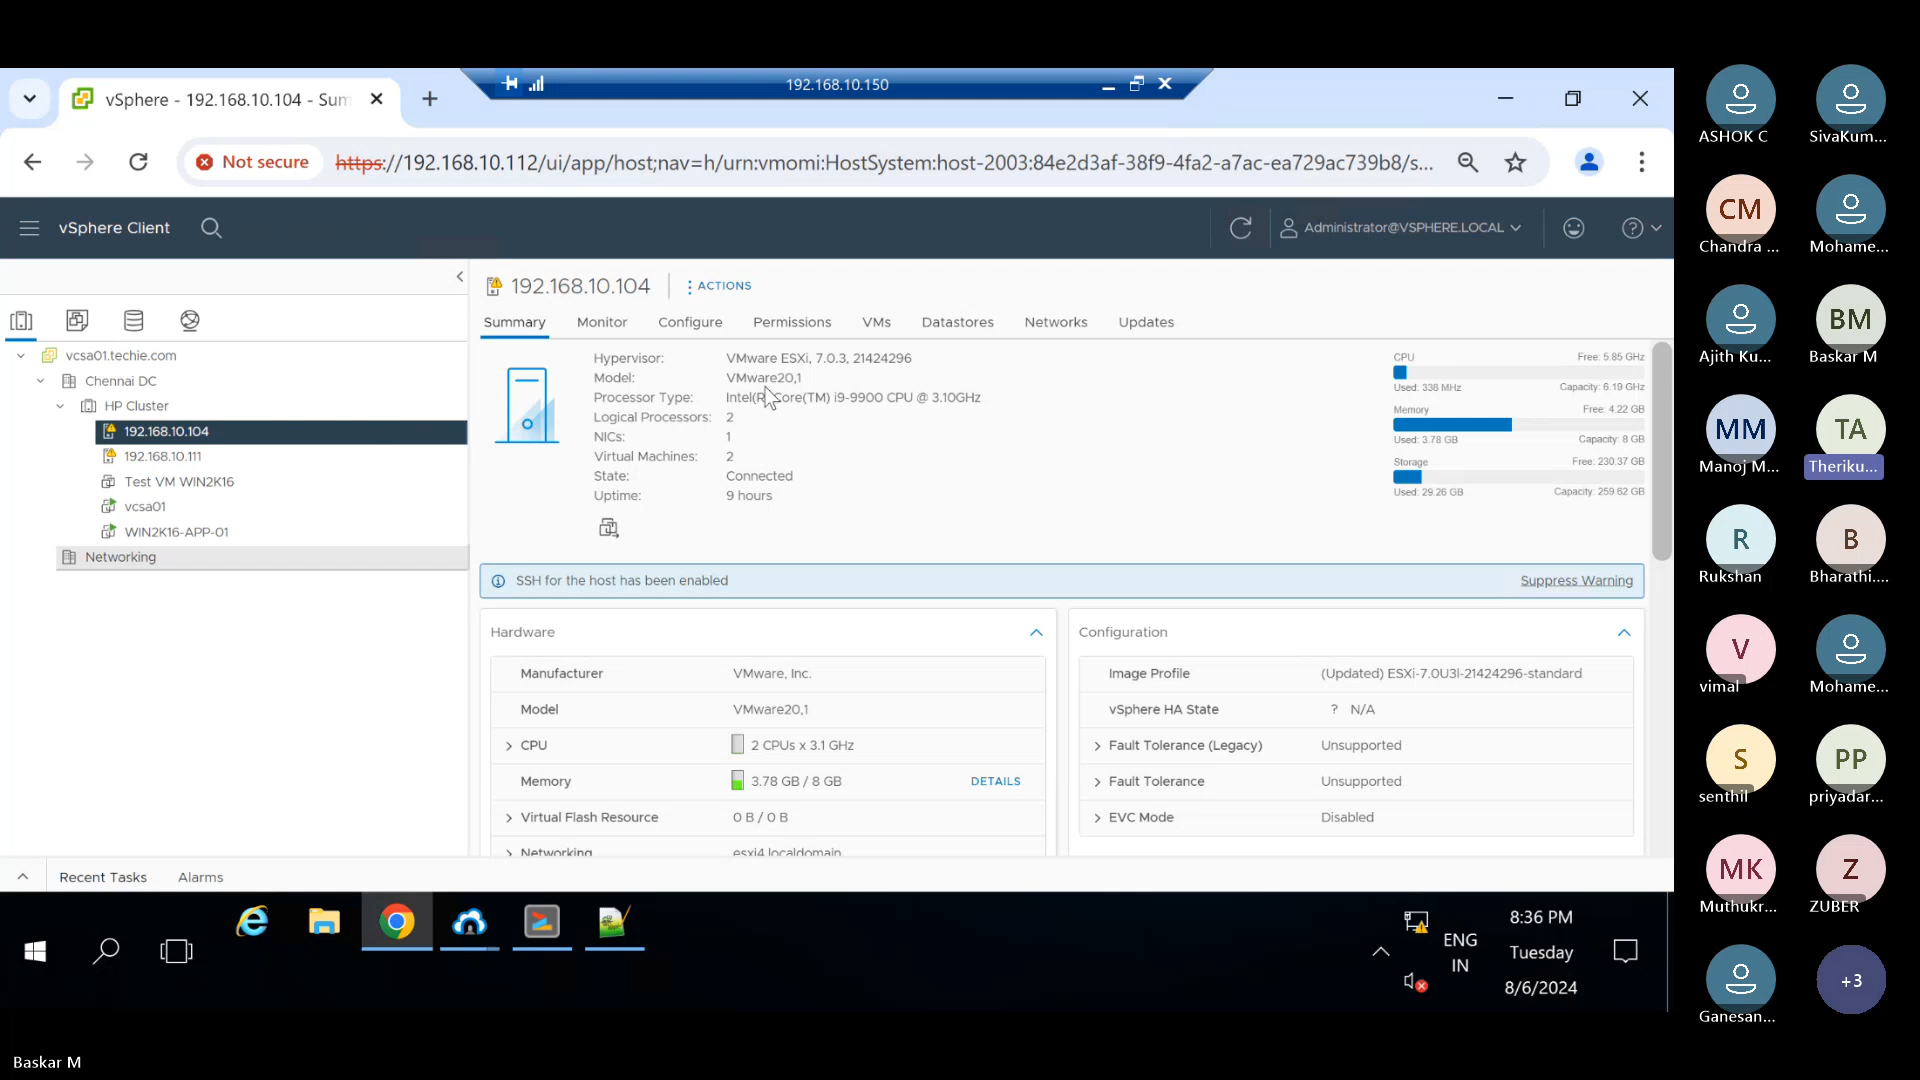 192.168.10.150
vSphere - 192.168.10.104 - Sum
Not secure
https://192.168.10.112/ui/app/host;nav=h/urn:vmomi:HostSystem:host-2003:84e2d3af-38f9-4fa2-a7ac-ea729ac739b8/s...
vSphere Client
Administrator@VSPHERE.LOCAL
192.168.10.104
ACTIONS
Summary
Monitor
Configure
Permissions
VMs
Datastores
Networks
Updates
vcsa01.techie.com
Chennai DC
HP Cluster
192.168.10.104
192.168.10.111
Test VM WIN2K16
vcsa01
WIN2K16-APP-01
Networking
Hypervisor: VMware ESXi, 7.0.3, 21424296
Model: VMware20,1
Processor Type: Intel(R) Core(TM) i9-9900 CPU @ 3.10GHz
Logical Processors: 2
NICs: 1
Virtual Machines: 2
State: Connected
Uptime: 9 hours
CPU Free: 5.85 GHz
Used: 338 MHz Capacity: 6.19 GHz
Memory Free: 4.22 GB
Used: 3.78 GB Capacity: 8 GB
Storage Free: 230.37 GB
Used: 29.26 GB Capacity: 259.62 GB
SSH for the host has been enabled
Suppress Warning
Hardware
Manufacturer VMware, Inc.
Model VMware20,1
CPU 2 CPUs x 3.1 GHz
Memory 3.78 GB / 8 GB DETAILS
Virtual Flash Resource 0 B / 0 B
Networking esxi4.localdomain
Configuration
Image Profile (Updated) ESXi-7.0U3l-21424296-standard
vSphere HA State ? N/A
Fault Tolerance (Legacy) Unsupported
Fault Tolerance Unsupported
EVC Mode Disabled
Recent Tasks
Alarms
ENG
IN
8:36 PM
Tuesday
8/6/2024
Baskar M
ASHOK C
SivaKum...
CM
Chandra ...
Mohame...
Ajith Ku...
BM
Baskar M
MM
Manoj M...
TA
Theriku...
R
Rukshan
B
Bharathi....
V
vimal
Mohame...
S
senthil
PP
priyadar...
MK
Muthukr...
Z
ZUBER
Ganesan...
+3